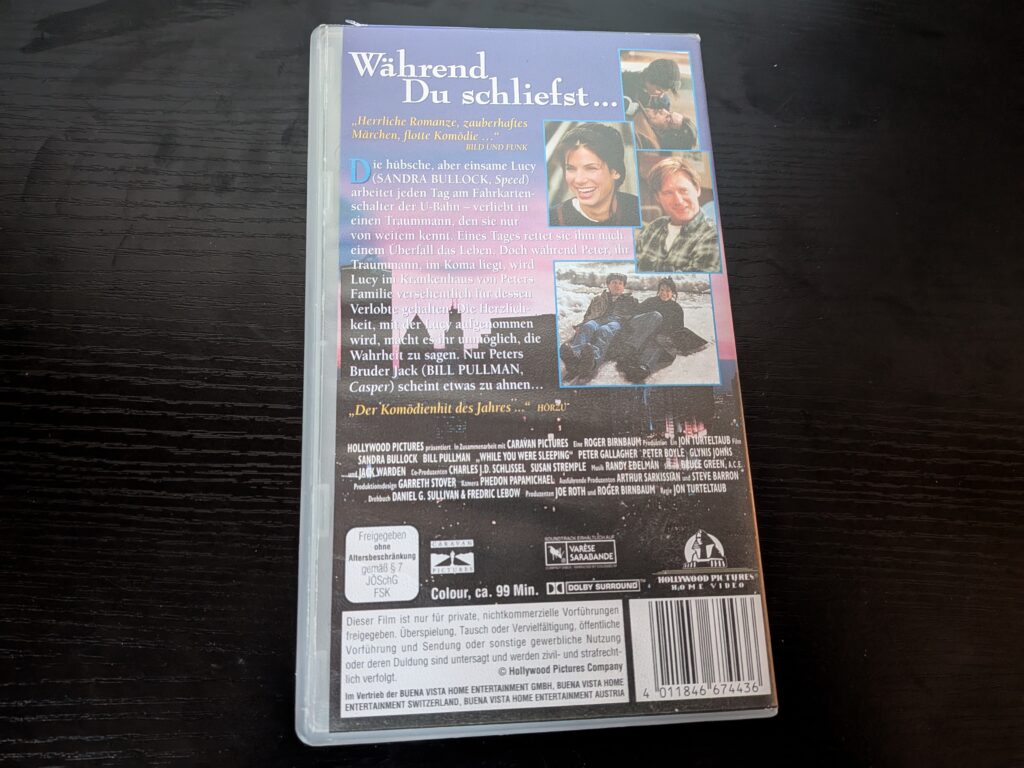 Während
Du schliefst...
„Herrliche Romanze, zauberhaftes
Märchen, flotte Komödie ...“
BILD UND FUNK
Die hübsche, aber einsame Lucy
(SANDRA BULLOCK, Speed)
arbeitet jeden Tag am Fahrkarten-
schalter der U-Bahn – verliebt in
einen Traummann, den sie nur
von weitem kennt. Eines Tages rettet sie ihm nach
einem Überfall das Leben. Doch während Peter, ihr
Traummann, im Koma liegt, wird
Lucy im Krankenhaus von Peters
Familie versehentlich für dessen
Verlobte gehalten. Die Herzlich-
keit, mit der Lucy aufgenommen
wird, macht es ihr unmöglich, die
Wahrheit zu sagen. Nur Peters
Bruder Jack (BILL PULLMAN,
Casper) scheint etwas zu ahnen...
„Der Komödienhit des Jahres ...“ HÖRZU
HOLLYWOOD PICTURES präsentiert In Zusammenarbeit mit CARAVAN PICTURES Eine ROGER BIRNBAUM Produktion Ein JON TURTELTAUB Film
SANDRA BULLOCK BILL PULLMAN „WHILE YOU WERE SLEEPING“ PETER GALLAGHER PETER BOYLE GLYNIS JOHNS
und JACK WARDEN Co-Produzenten CHARLES J.D. SCHLISSEL SUSAN STREMPLE Musik RANDY EDELMAN BRUCE GREEN, A.C.E.
Produktionsdesign GARRETH STOVER Kamera PHEDON PAPAMICHAEL Ausführende Produzenten ARTHUR SARKISSIAN und STEVE BARRON
Drehbuch DANIEL G. SULLIVAN & FREDRIC LEBOW Produzenten JOE ROTH und ROGER BIRNBAUM Regie JON TURTELTAUB
Freigegeben
ohne
Altersbeschränkung
gemäß § 7
JÖSchG
FSK
CARAVAN
PICTURES
Colour, ca. 99 Min.
SOUNDTRACK ERHÄLTLICH AUF
VARÈSE
SARABANDE
DOLBY SURROUND
HOLLYWOOD PICTURES
HOME VIDEO
Dieser Film ist nur für private, nichtkommerzielle Vorführungen
freigegeben. Überspielung, Tausch oder Vervielfältigung, öffentliche
Vorführung und Sendung oder sonstige gewerbliche Nutzung
oder deren Duldung sind untersagt und werden zivil- und strafrecht-
lich verfolgt.
© Hollywood Pictures Company
Im Vertrieb der BUENA VISTA HOME ENTERTAINMENT GMBH, BUENA VISTA HOME
ENTERTAINMENT SWITZERLAND, BUENA VISTA HOME ENTERTAINMENT AUSTRIA
4 011846 674436